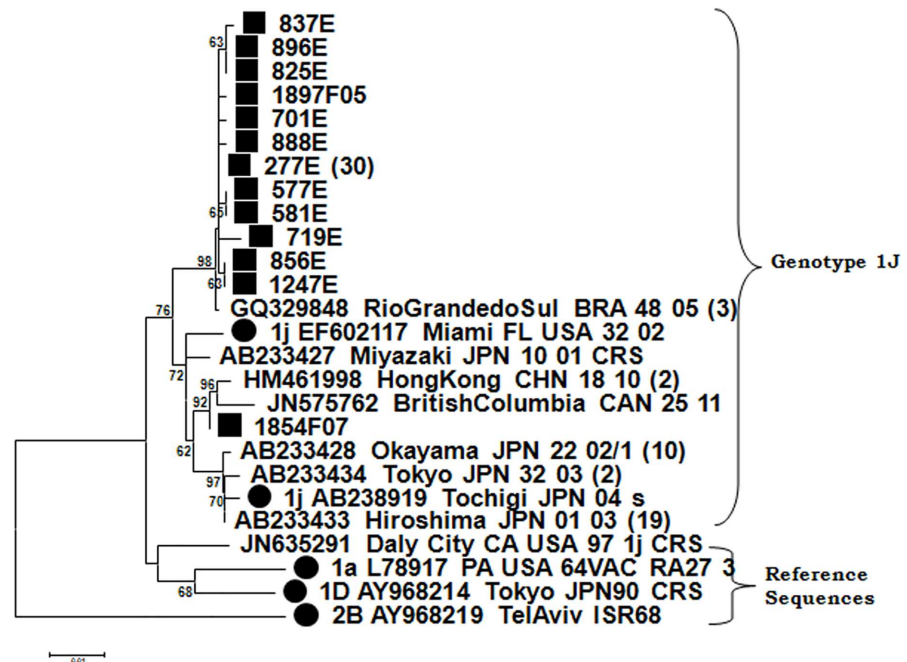 837E
63
896E
825E
1897F05
701E
888E
277E (30)
577E
65
581E
719E
98
856E
Genotype 1J
63
1247E
76
GQ329848 RioGrandedoSul BRA 48 05 (3)
1j EF602117 Miami FL USA 32 02
AB233427 Miyazaki JPN 10 01 CRS
72
96
HM461998 HongKong CHN 18 10 (2)
92
JN575762 BritishColumbia CAN 25 11
1854F07
62
AB233428 Okayama JPN 22 02/1 (10)
97
AB233434 Tokyo JPN 32 03 (2)
70
1j AB238919 Tochigi JPN 04 s
AB233433 Hiroshima JPN 01 03 (19)
JN635291 Daly City CA USA 97 1j CRS
1a L78917 PA USA 64VAC RA27 3
Reference
Sequences
68
1D AY968214 Tokyo JPN90 CRS
2B AY968219 TelAviv ISR68
0.01